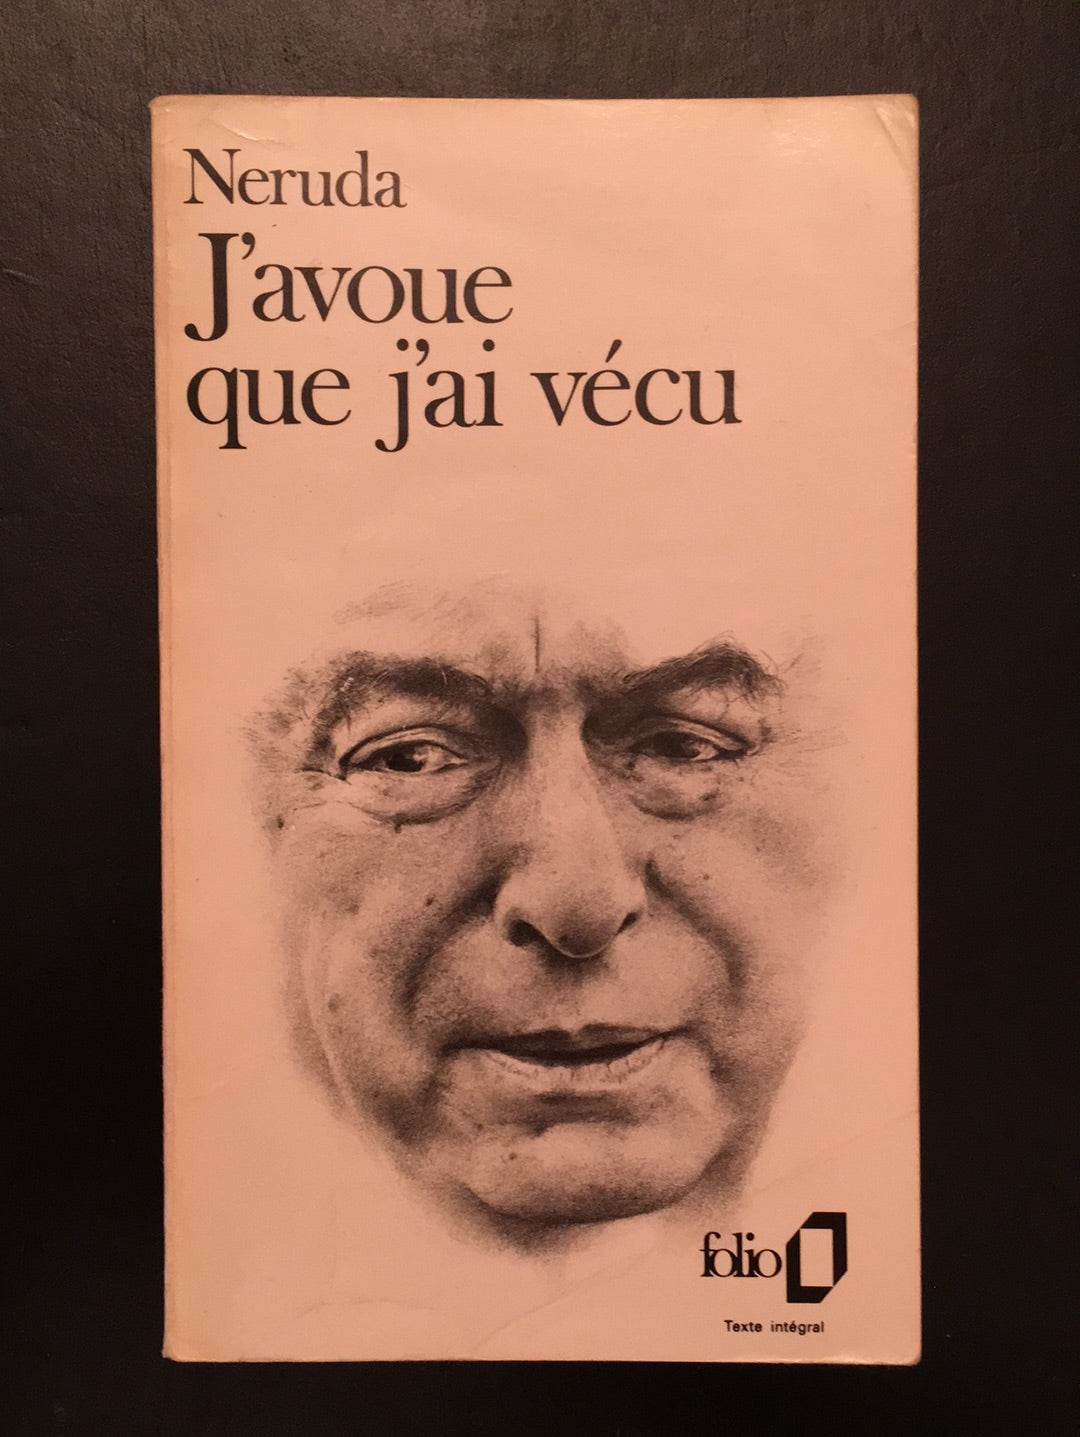 Neruda
J'avoue
que j'ai vécu
folio
Texte intégral